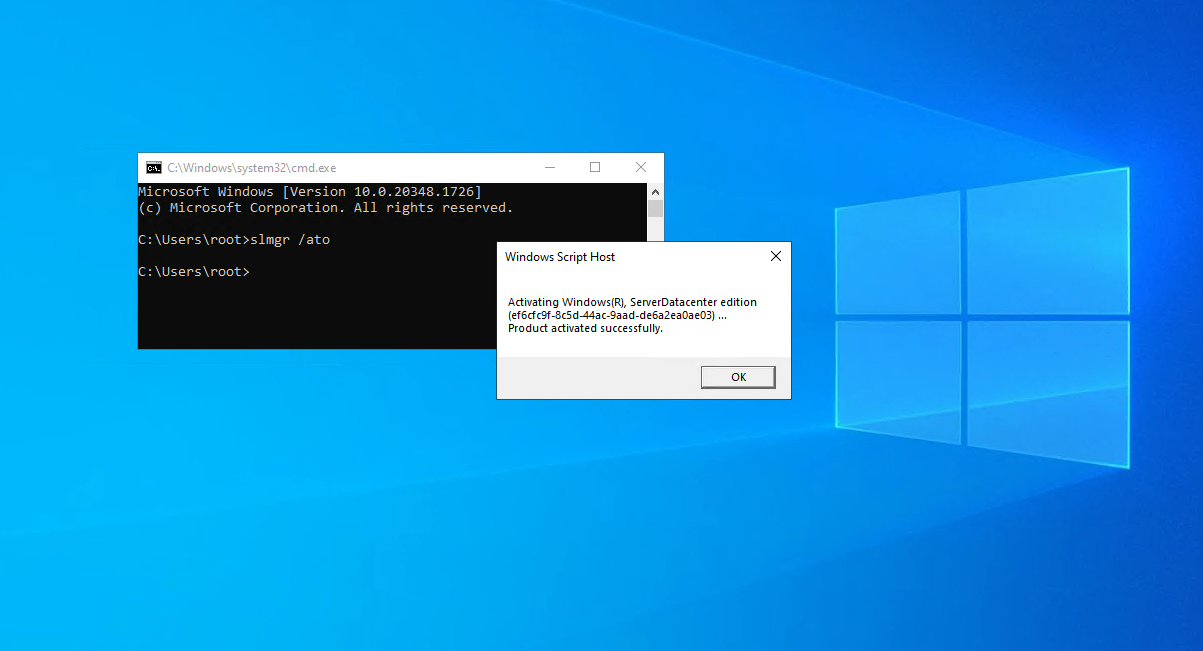 C:\Windows\system32\cmd.exe
Microsoft Windows [Version 10.0.20348.1726]
(c) Microsoft Corporation. All rights reserved.
C:\Users\root>slmgr /ato
C:\Users\root>
Windows Script Host
Activating Windows(R), ServerDatacenter edition
(ef6cfc9f-8c5d-44ac-9aad-de6a2ea0ae03) ...
Product activated successfully.
OK